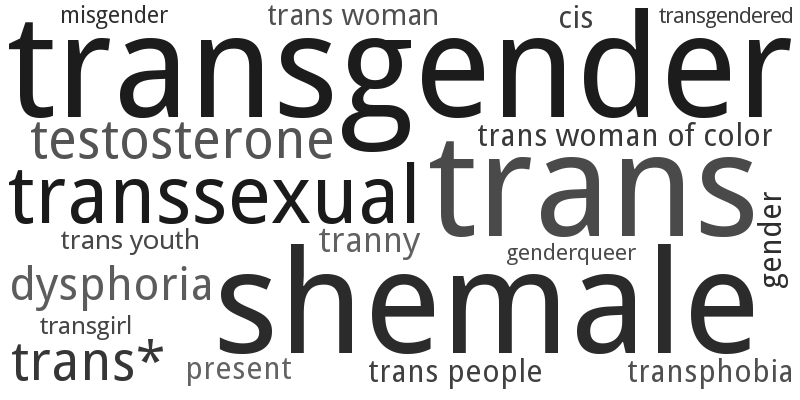 misgender
trans woman
cis
transgendered
transgender
testosterone
trans woman of color
trans
transsexual
gender
trans youth
tranny
genderqueer
dysphoria
shemale
transgirl
trans*
present
trans people
transphobia